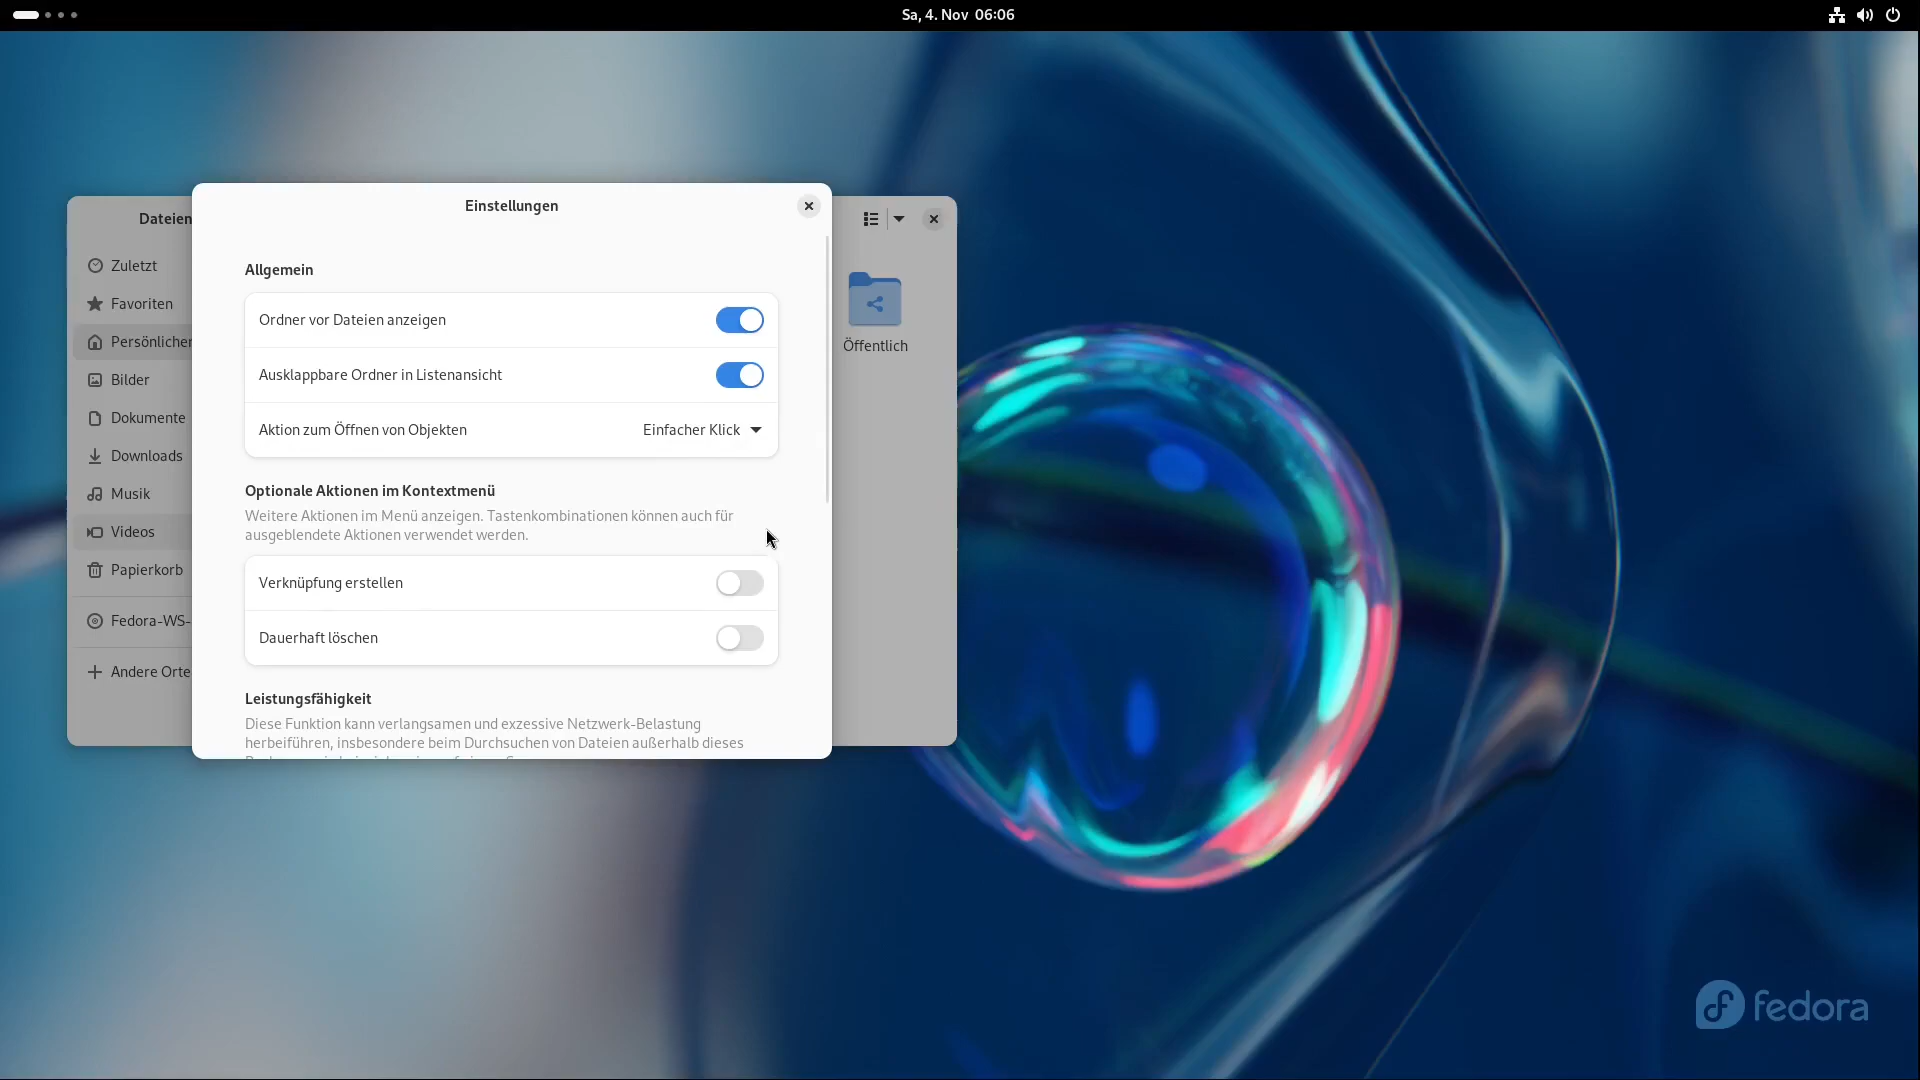 Sa, 4. Nov 06:06
Dateien
Zuletzt
Favoriten
Bilder
Dokumente
Downloads
Musik
Videos
Papierkorb
Fedora-WS-
Andere Orte
Einstellungen
Allgemein
Ordner vor Dateien anzeigen
Ausklappbare Ordner in Listenansicht
Aktion zum Öffnen von Objekten Einfacher Klick
Optionale Aktionen im Kontextmenü
Weitere Aktionen im Menü anzeigen. Tastenkombinationen können auch für
ausgeblendete Aktionen verwendet werden.
Verknüpfung erstellen
Dauerhaft löschen
Leistungsfähigkeit
Diese Funktion kann verlangsamen und exzessive Netzwerk-Belastung
herbeiführen, insbesondere beim Durchsuchen von Dateien außerhalb dieses
Öffentlich
fedora